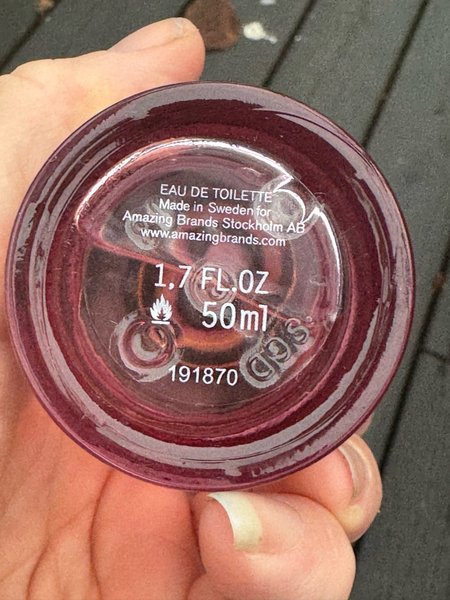 EAU DE TOILETTE
Made in Sweden for
Amazing Brands Stockholm AB
www.amazingbrands.com
1,7 FL.OZ
50ml
191870
SGD